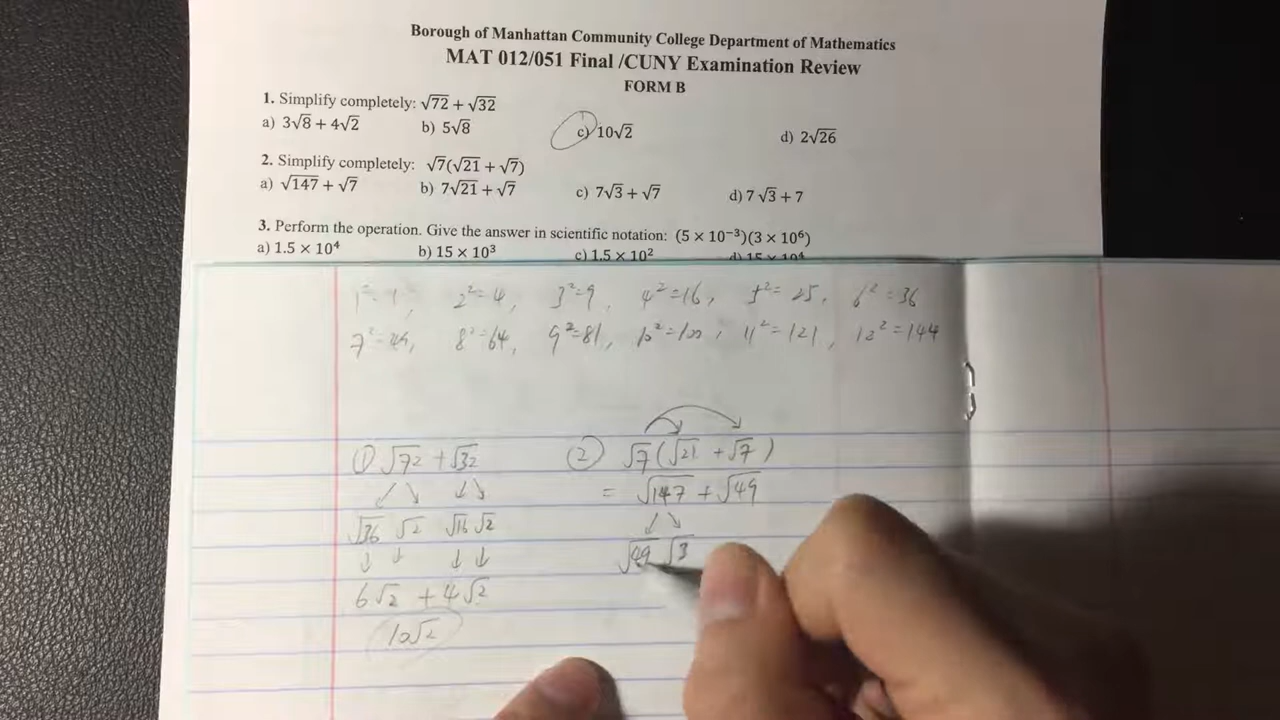 Borough of Manhattan Community College Department of Mathematics
MAT 012/051 Final /CUNY Examination Review
FORM B
1. Simplify completely: √72 + √32
a) 3√8 + 4√2 b) 5√8 c) 10√2 d) 2√26
2. Simplify completely: √7(√21 + √7)
a) √147 + √7 b) 7√21 + √7 c) 7√3 + √7 d) 7 √3 + 7
3. Perform the operation. Give the answer in scientific notation: (5 × 10⁻³)(3 × 10⁶)
a) 1.5 × 10⁴ b) 15 × 10³ c) 1.5 × 10² d) 15 × 10⁴
1²=1, 2²=4, 3²=9, 4²=16, 5²=25, 6²=36
7²=49, 8²=64, 9²=81, 10²=100, 11²=121, 12²=144
① √72 + √32
√36 √2 √16 √2
6√2 + 4√2
10√2
② √7(√21 + √7)
= √147 + √49
√49 √3